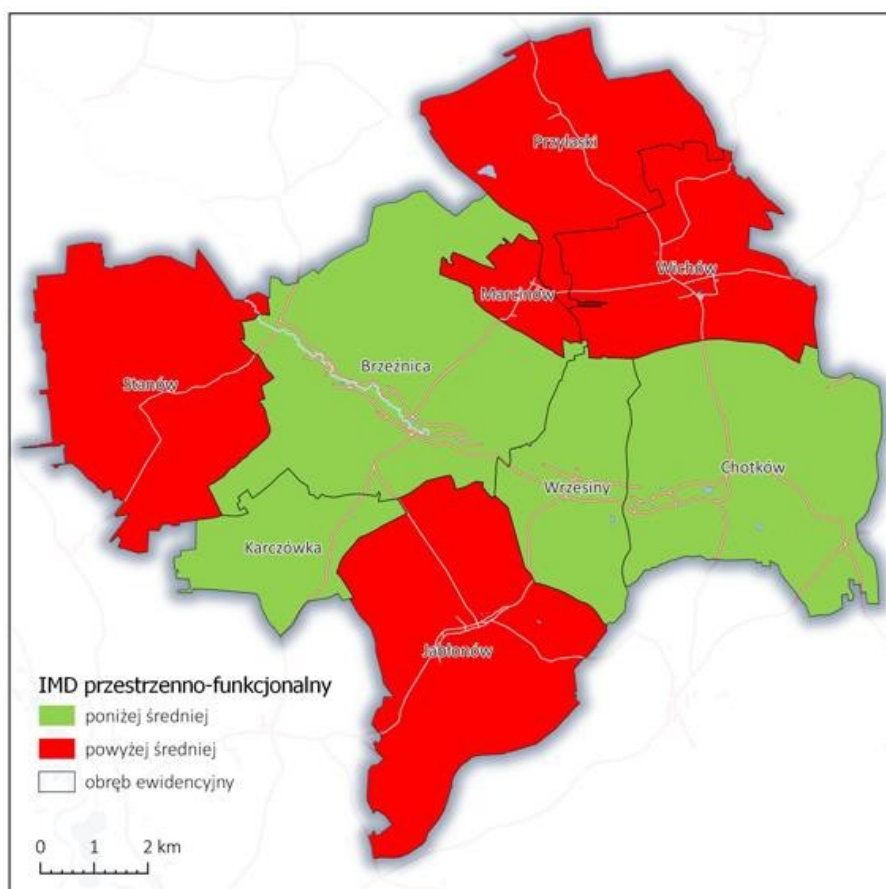 Przylaski
Wichów
Marcinów
Brzeźnica
Stanów
Chotków
Wrzesiny
Karczówka
Jabłonów
IMD przestrzenno-funkcjonalny
poniżej średniej
powyżej średniej
obręb ewidencyjny
0 1 2 km